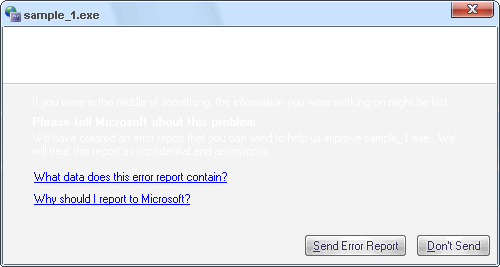 sample_1.exe
If you were in the middle of something, the information you were working on might be lost.
Please tell Microsoft about this problem.
We have created an error report that you can send to help us improve sample_1.exe. We
will treat this report as confidential and anonymous.
What data does this error report contain?
Why should I report to Microsoft?
Send Error Report
Don't Send